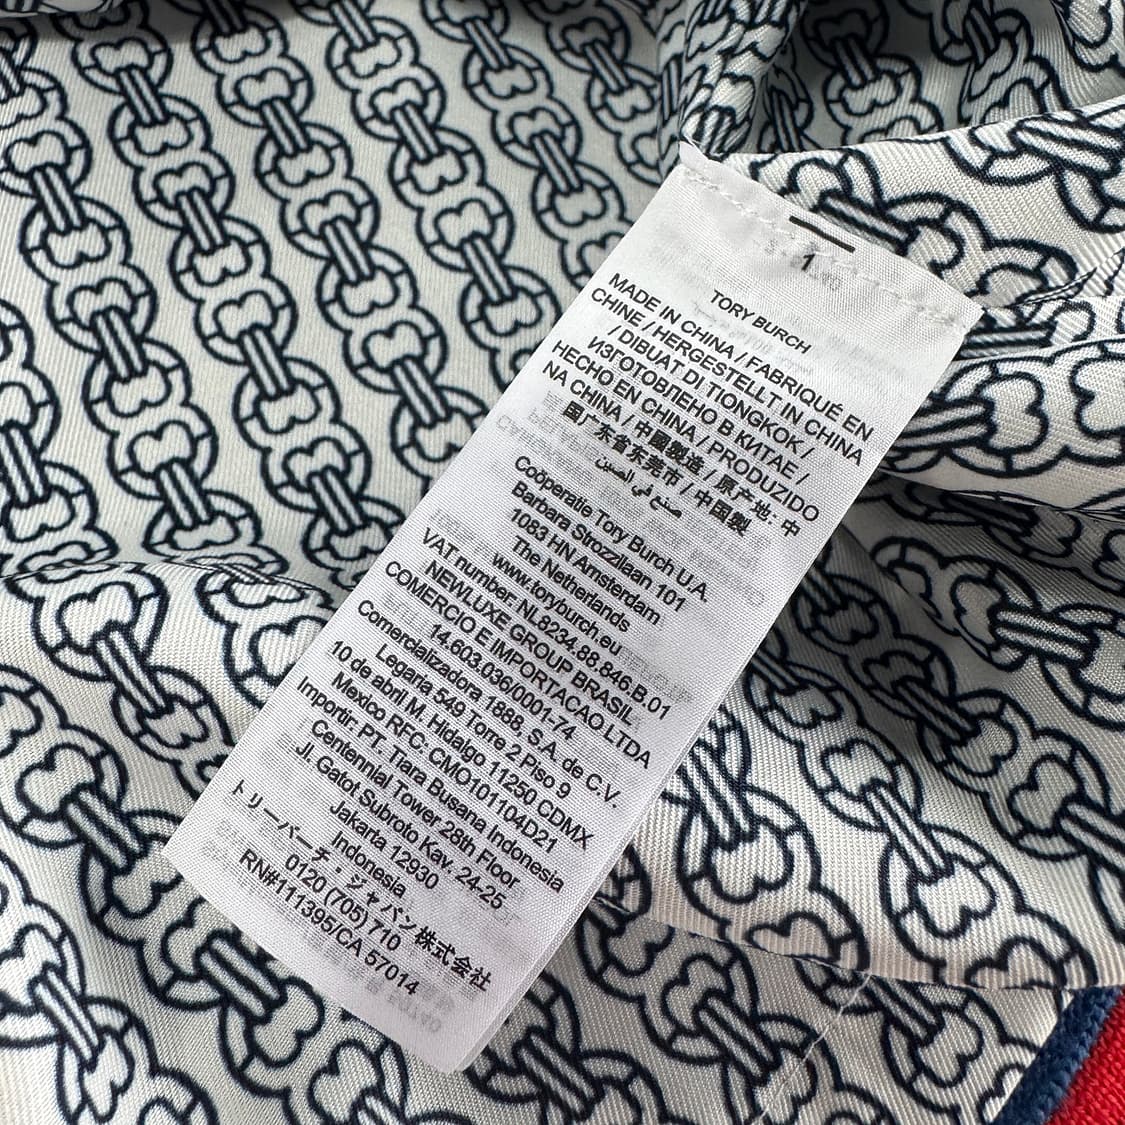 1
TORY BURCH
MADE IN CHINA / FABRIQUÉ EN
CHINE / HERGESTELLT IN CHINA
/ DIBUAT DI TIONGKOK /
ИЗГОТОВЛЕНО В КИТАЕ /
HECHO EN CHINA / PRODUZIDO
NA CHINA / 中國製造 / 原产地: 中
国广东省东莞市 / 中国製
صنع في الصين
Coöperatie Tory Burch U.A.
Barbara Strozzilaan 101
1083 HN Amsterdam
The Netherlands
www.toryburch.eu
VAT number: NL8234.88.846.B.01
NEWLUXE GROUP BRASIL
COMERCIO E IMPORTACAO LTDA
14.603.036/0001-74
Comercializadora 1888, S.A. de C.V.
Legaria 549 Torre 2 Piso 9
10 de abril M. Hidalgo 11250 CDMX
Mexico RFC: CMO101104D21
Importir: PT. Tiara Busana Indonesia
Centennial Tower 28th Floor
Jl. Gatot Subroto Kav. 24-25
Jakarta 12930
Indonesia
トリーバーチ・ジャパン株式会社
0120 (705) 710
RN#111395/CA 57014